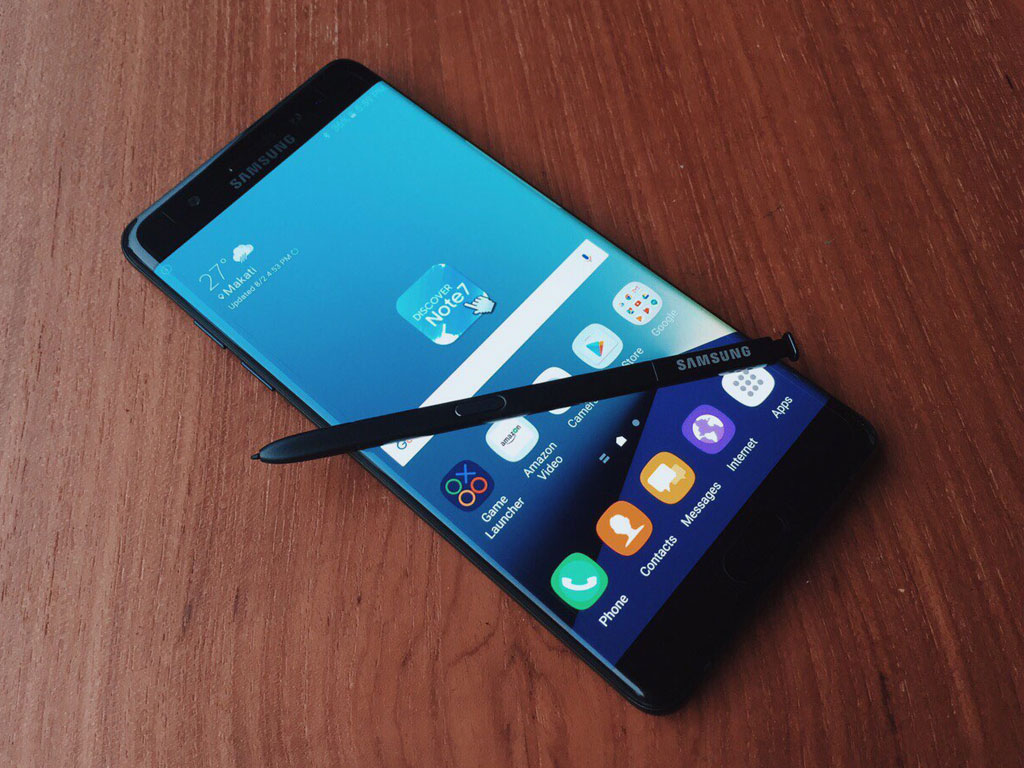 SAMSUNG
27°
Makati
Updated 8/2 4:53 PM
DISCOVER
Note7
SAMSUNG
Google
Store
Camera
amazon
Amazon
Video
Game
Launcher
Apps
Internet
Messages
Contacts
Phone